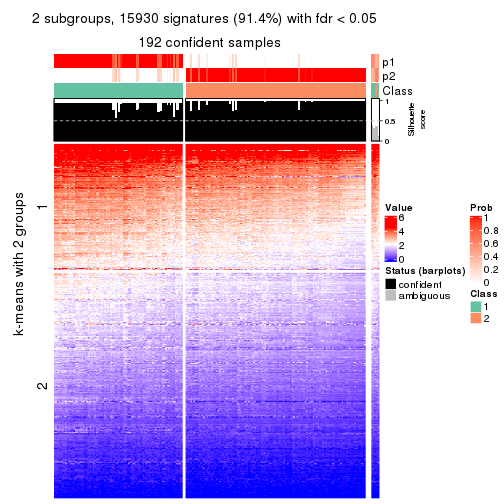 2 subgroups, 15930 signatures (91.4%) with fdr < 0.05
192 confident samples
p1
p2
Class
1
0.5
0
Silhouette
score
k-means with 2 groups
1
2
Value
6
4
2
0
Status (barplots)
confident
ambiguous
Prob
1
0.8
0.6
0.4
0.2
0
Class
1
2